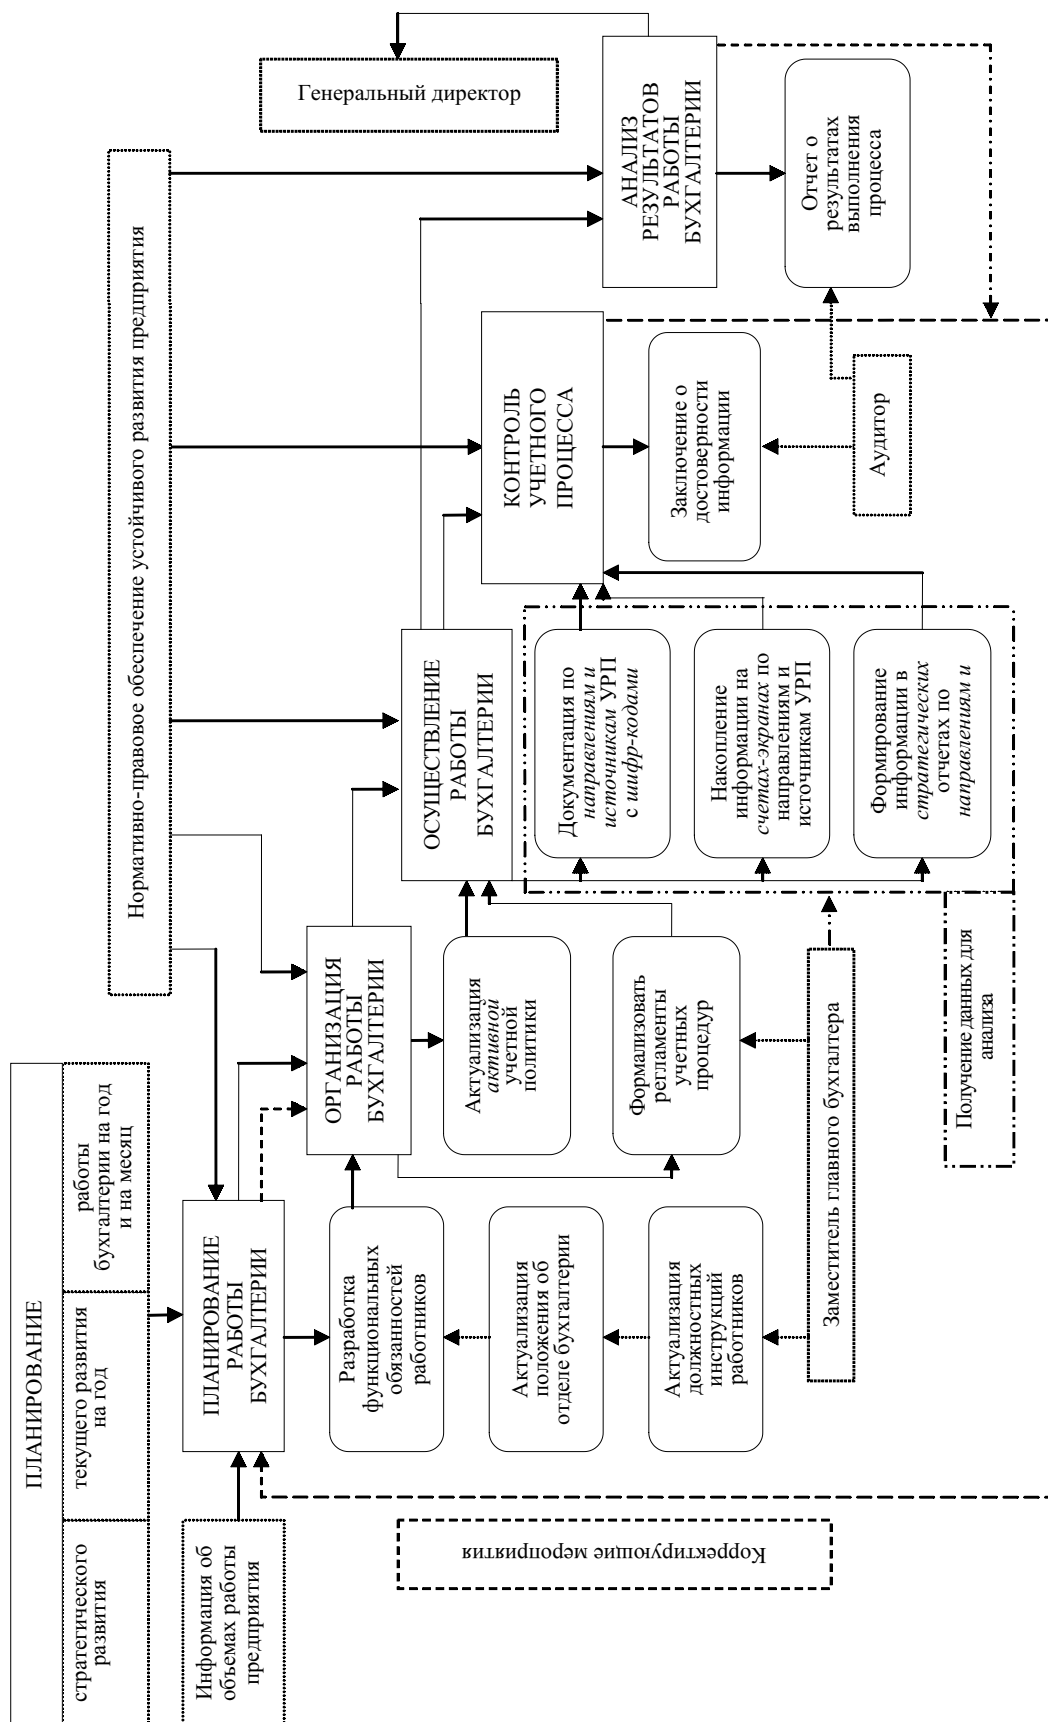 ПЛАНИРОВАНИЕ
стратегического
развития
текущего развития
на год
работы
бухгалтерии на год
и на месяц
Нормативно-правовое обеспечение устойчивого развития предприятия
Генеральный директор
Информация об
объемах работы
предприятия
ПЛАНИРОВАНИЕ
РАБОТЫ
БУХГАЛТЕРИИ
ОРГАНИЗАЦИЯ
РАБОТЫ
БУХГАЛТЕРИИ
ОСУЩЕСТВЛЕНИЕ
РАБОТЫ
БУХГАЛТЕРИИ
КОНТРОЛЬ
УЧЕТНОГО
ПРОЦЕССА
АНАЛИЗ
РЕЗУЛЬТАТОВ
РАБОТЫ
БУХГАЛТЕРИИ
Разработка
функциональных
обязанностей
работников
Актуализация
положения об
отделе бухгалтерии
Актуализация
должностных
инструкций
работников
Актуализация
активной
учетной
политики
Формализовать
регламенты
учетных
процедур
Документация по
направлениям и
источникам УРП
с шифр-кодами
Накопление
информации на
счетах-экранах по
направлениям и
источникам УРП
Формирование
информации в
стратегических
отчетах по
направлениям и
Заключение о
достоверности
информации
Отчет о
результатах
выполнения
процесса
Корректирующие мероприятия
Заместитель главного бухгалтера
Получение данных для
анализа
Аудитор